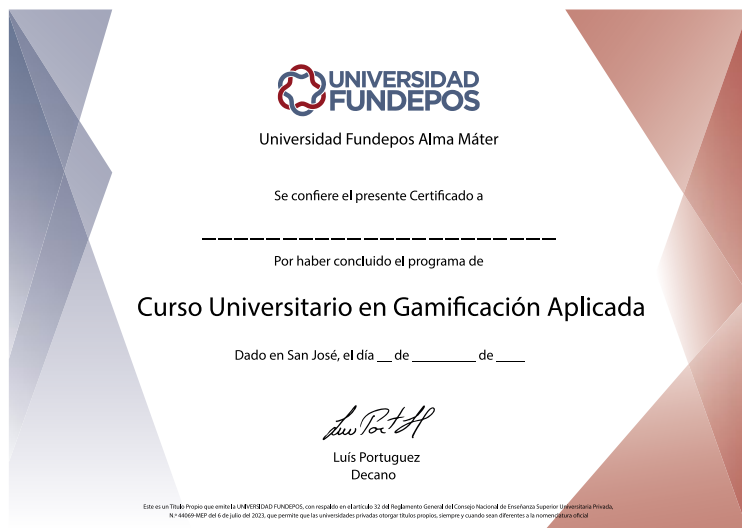 UNIVERSIDAD
FUNDEPOS
Universidad Fundepos Alma Máter
Se confiere el presente Certificado a
Por haber concluido el programa de
Curso Universitario en Gamificación Aplicada
Dado en San José, el día __ de ________ de ____
Luís Portuguez
Decano
Este es un Título Propio que emite la UNIVERSIDAD FUNDEPOS, con respaldo en el artículo 32 del Reglamento General del Consejo Nacional de Enseñanza Superior Universitaria Privada,
N.º 44069-MEP del 6 de julio del 2023, que permite que las universidades privadas otorgar títulos propios, siempre y cuando sean diferentes a la nomenclatura oficial